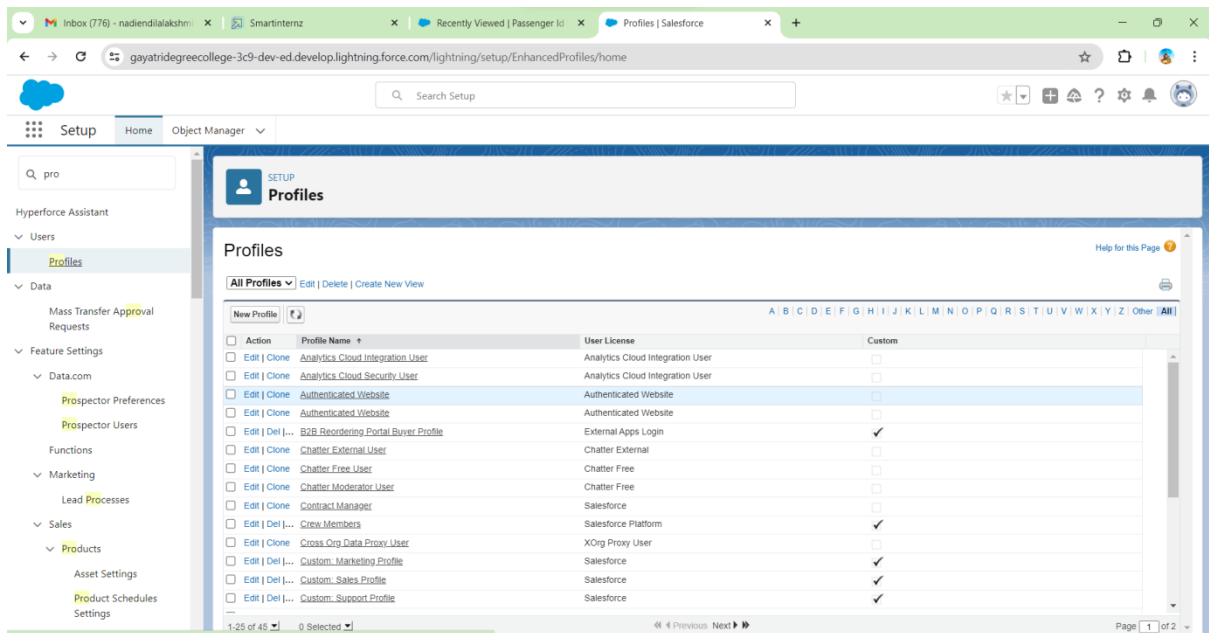 Inbox (776) - nadiendilalakshmi
Smartinternz
Recently Viewed | Passenger Id
Profiles | Salesforce
gayatridegreecollege-3c9-dev-ed.develop.lightning.force.com/lightning/setup/EnhancedProfiles/home
Search Setup
Setup
Home
Object Manager
pro
Hyperforce Assistant
Users
Profiles
Data
Mass Transfer Approval
Requests
Feature Settings
Data.com
Prospector Preferences
Prospector Users
Functions
Marketing
Lead Processes
Sales
Products
Asset Settings
Product Schedules
Settings
SETUP
Profiles
Profiles
Help for this Page ?
All Profiles Edit | Delete | Create New View
New Profile
A | B | C | D | E | F | G | H | I | J | K | L | M | N | O | P | Q | R | S | T | U | V | W | X | Y | Z | Other | All
Action Profile Name ↑ User License Custom
Edit | Clone Analytics Cloud Integration User Analytics Cloud Integration User
Edit | Clone Analytics Cloud Security User Analytics Cloud Integration User
Edit | Clone Authenticated Website Authenticated Website
Edit | Clone Authenticated Website Authenticated Website
Edit | Del |... B2B Reordering Portal Buyer Profile External Apps Login ✓
Edit | Clone Chatter External User Chatter External
Edit | Clone Chatter Free User Chatter Free
Edit | Clone Chatter Moderator User Chatter Free
Edit | Clone Contract Manager Salesforce
Edit | Del |... Crew Members Salesforce Platform ✓
Edit | Clone Cross Org Data Proxy User XOrg Proxy User
Edit | Del |... Custom: Marketing Profile Salesforce ✓
Edit | Del |... Custom: Sales Profile Salesforce ✓
Edit | Del |... Custom: Support Profile Salesforce ✓
1-25 of 45 0 Selected Previous Next Page 1 of 2